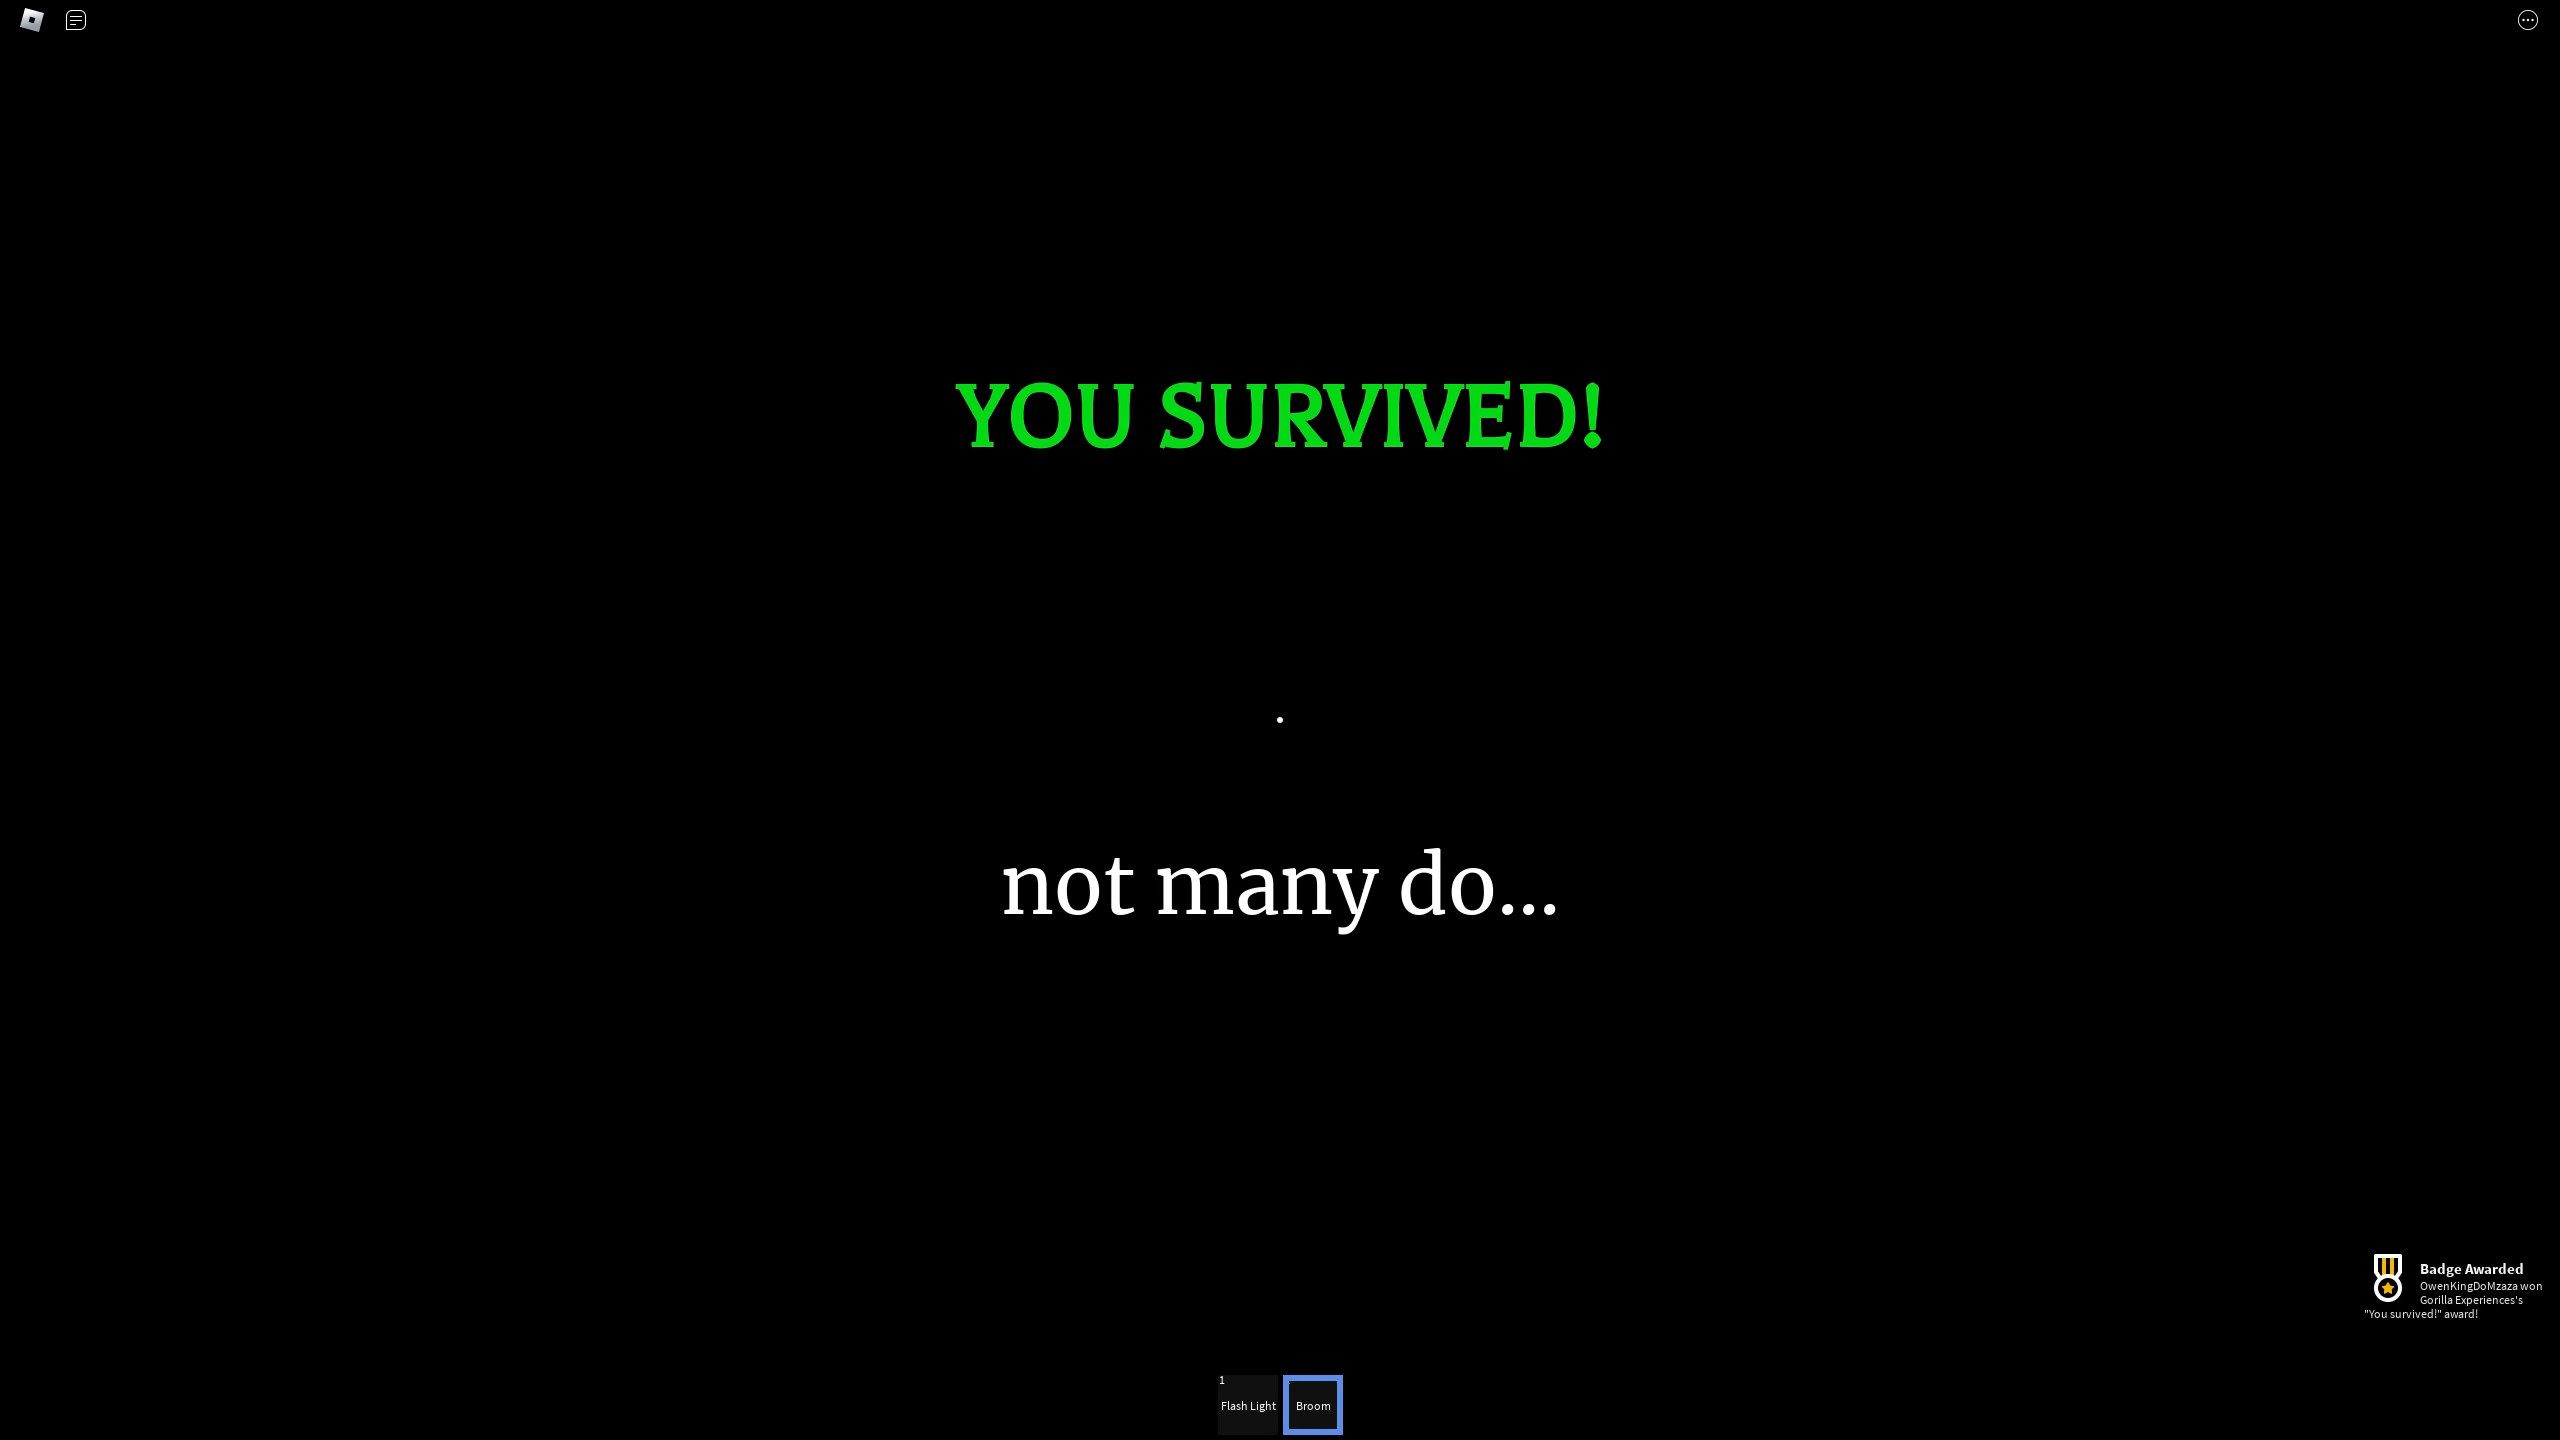 YOU SURVIVED!
not many do...
Badge Awarded
OwenKingDoMzaza won
Gorilla Experiences's
"You survived!" award!
1
Flash Light
Broom